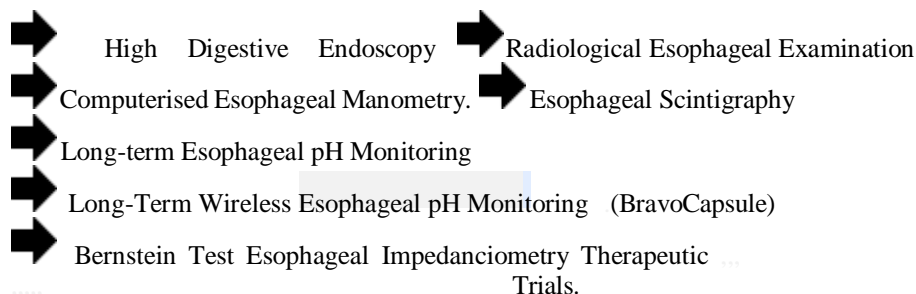 High Digestive Endoscopy Radiological Esophageal Examination
Computerised Esophageal Manometry. Esophageal Scintigraphy
Long-term Esophageal pH Monitoring
Long-Term Wireless Esophageal pH Monitoring (BravoCapsule)
Bernstein Test Esophageal Impedanciometry Therapeutic ...
..... Trials.